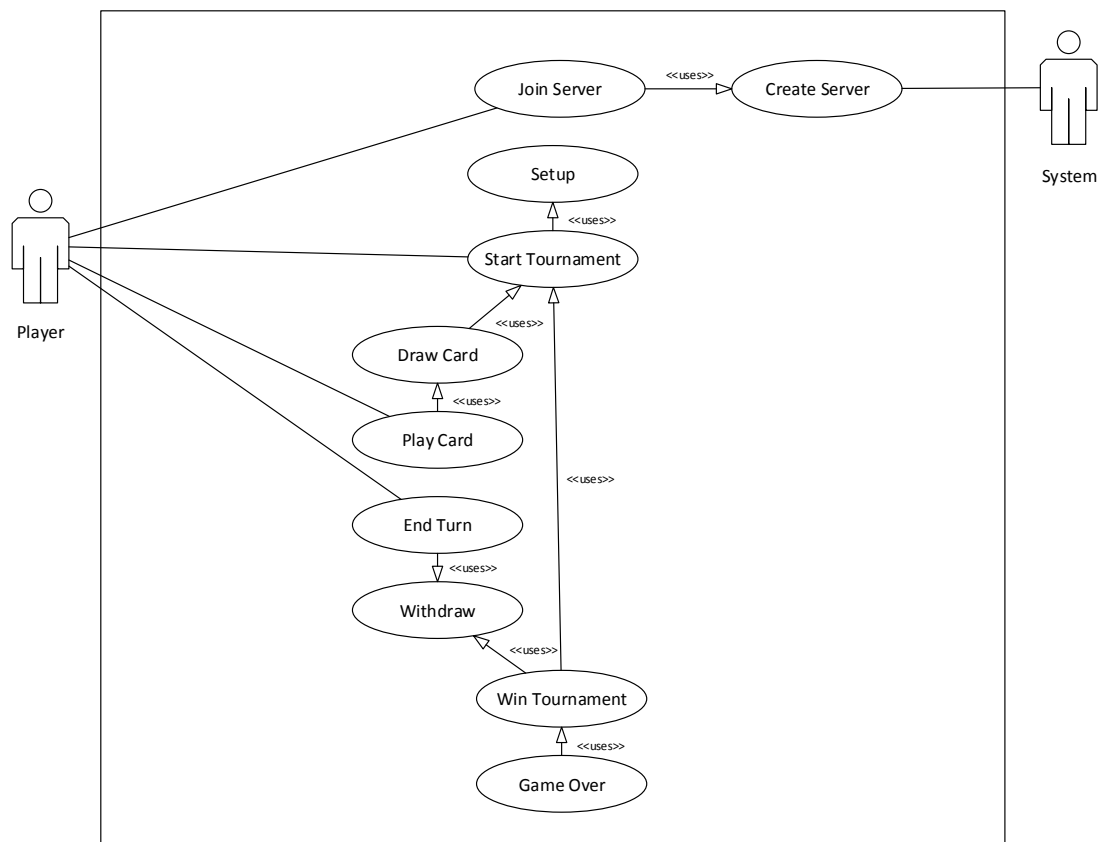 Join Server
<<uses>>
Create Server
System
Setup
<<uses>>
Start Tournament
Player
<<uses>>
Draw Card
<<uses>>
Play Card
<<uses>>
End Turn
<<uses>>
Withdraw
<<uses>>
Win Tournament
<<uses>>
Game Over